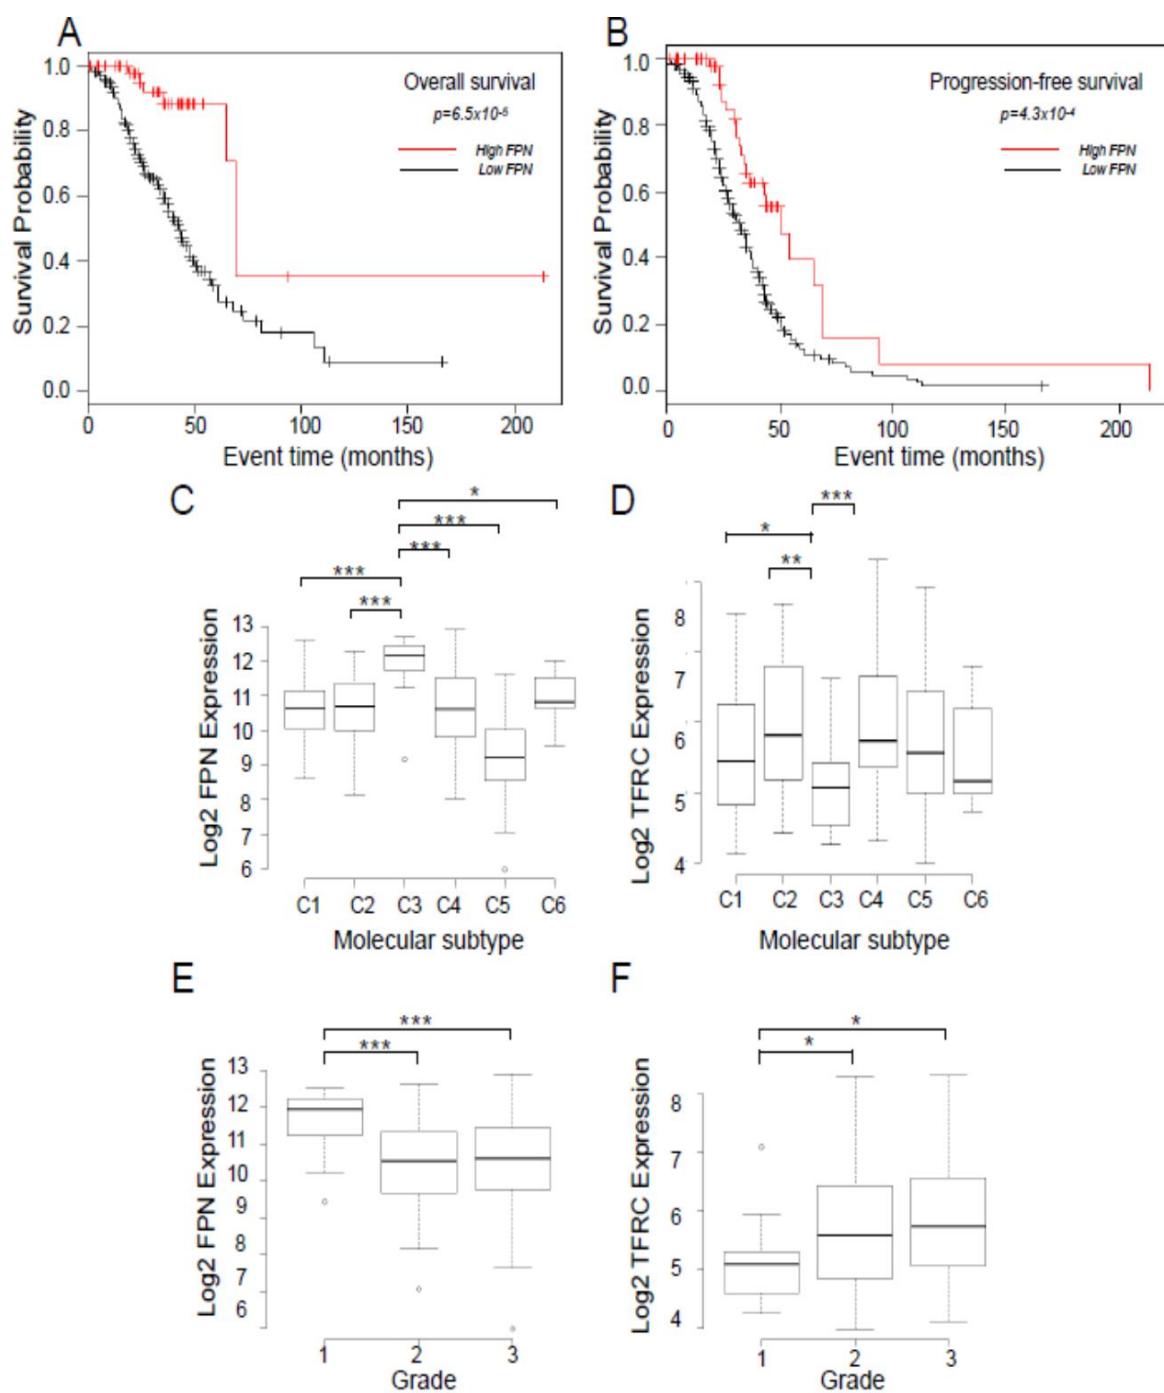 A
Overall survival
p=6.5x10-5
High FPN
Low FPN
1.0
0.8
0.6
0.4
0.2
0.0
Survival Probability
0 50 100 150 200
Event time (months)
B
Progression-free survival
p=4.3x10-4
High FPN
Low FPN
1.0
0.8
0.6
0.4
0.2
0.0
Survival Probability
0 50 100 150 200
Event time (months)
C
*
***
***
***
***
13
12
11
10
9
8
7
6
Log2 FPN Expression
C1 C2 C3 C4 C5 C6
Molecular subtype
D
***
*
**
8
7
6
5
4
Log2 TFRC Expression
C1 C2 C3 C4 C5 C6
Molecular subtype
E
***
***
13
12
11
10
9
8
7
6
Log2 FPN Expression
1 2 3
Grade
F
*
*
8
7
6
5
4
Log2 TFRC Expression
1 2 3
Grade